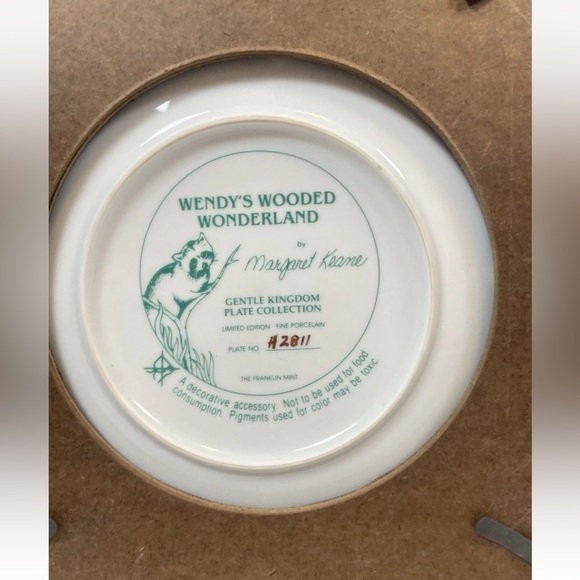 WENDY'S WOODED
WONDERLAND
by
Margaret Keane
GENTLE KINGDOM
PLATE COLLECTION
LIMITED EDITION FINE PORCELAIN
PLATE NO. #2811
THE FRANKLIN MINT
A decorative accessory. Not to be used for food
consumption. Pigments used for color may be toxic.